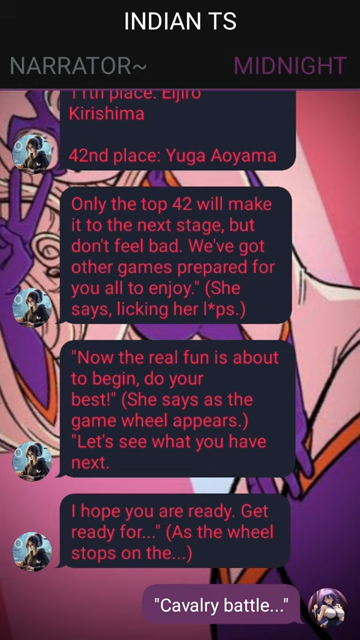 INDIAN TS
NARRATOR~
MIDNIGHT
11th place: Eijiro
Kirishima
42nd place: Yuga Aoyama
Only the top 42 will make
it to the next stage, but
don't feel bad. We've got
other games prepared for
you all to enjoy." (She
says, licking her l*ps.)
"Now the real fun is about
to begin, do your
best!" (She says as the
game wheel appears.)
"Let's see what you have
next.
I hope you are ready. Get
ready for..." (As the wheel
stops on the...)
"Cavalry battle..."